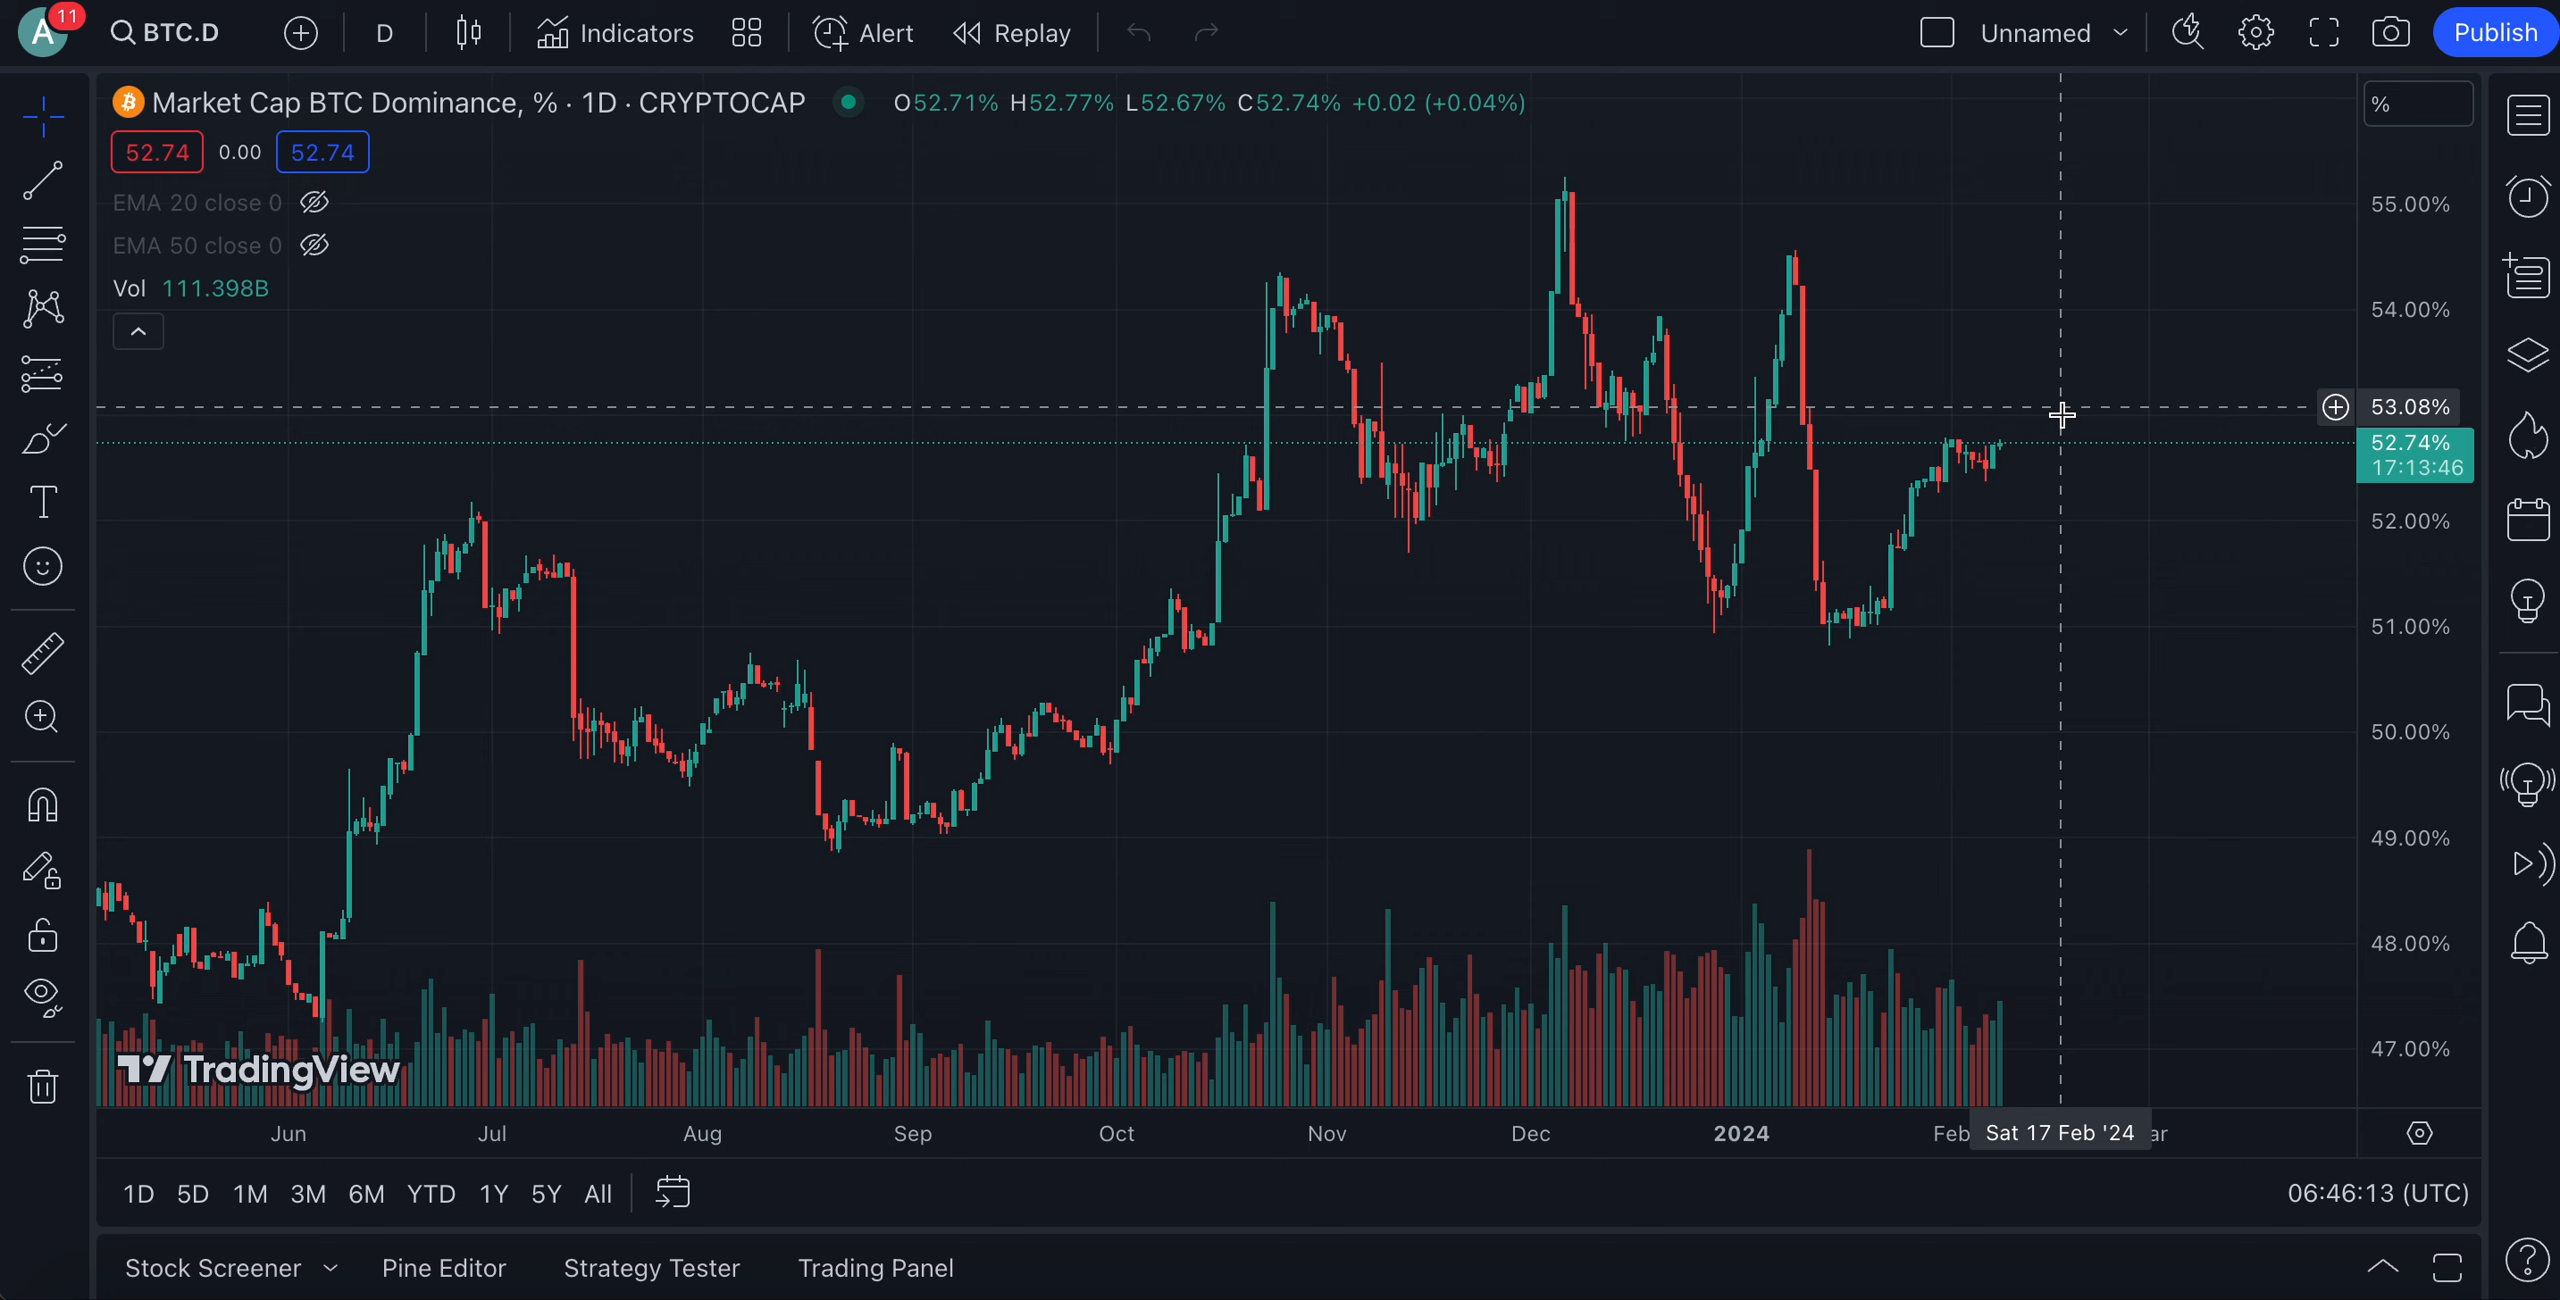 A 11 BTC.D D Indicators Alert Replay Unnamed Publish
Market Cap BTC Dominance, % · 1D · CRYPTOCAP O52.71% H52.77% L52.67% C52.74% +0.02 (+0.04%) %
52.74 0.00 52.74
EMA 20 close 0
EMA 50 close 0
Vol 111.398B
55.00%
54.00%
53.08%
52.74%
17:13:46
52.00%
51.00%
50.00%
49.00%
48.00%
47.00%
TradingView
Jun Jul Aug Sep Oct Nov Dec 2024 Feb Sat 17 Feb '24 ar
1D 5D 1M 3M 6M YTD 1Y 5Y All 06:46:13 (UTC)
Stock Screener Pine Editor Strategy Tester Trading Panel